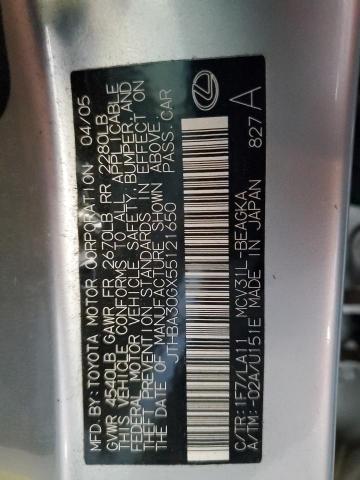 MFD. BY: TOYOTA MOTOR CORPORATION 04/05
GVWR 4540LB GAWR FR 2670LB RR 2280LB
THIS VEHICLE CONFORMS TO ALL APPLICABLE
FEDERAL MOTOR VEHICLE SAFETY, BUMPER, AND
THEFT PREVENTION STANDARDS IN EFFECT ON
THE DATE OF MANUFACTURE SHOWN ABOVE.
JTHBA30GX55121650 PASS. CAR
C/TR: 1F7/LA11 MCV31L-BEAGKA
A/TM: -02A/U151E MADE IN JAPAN 827 A